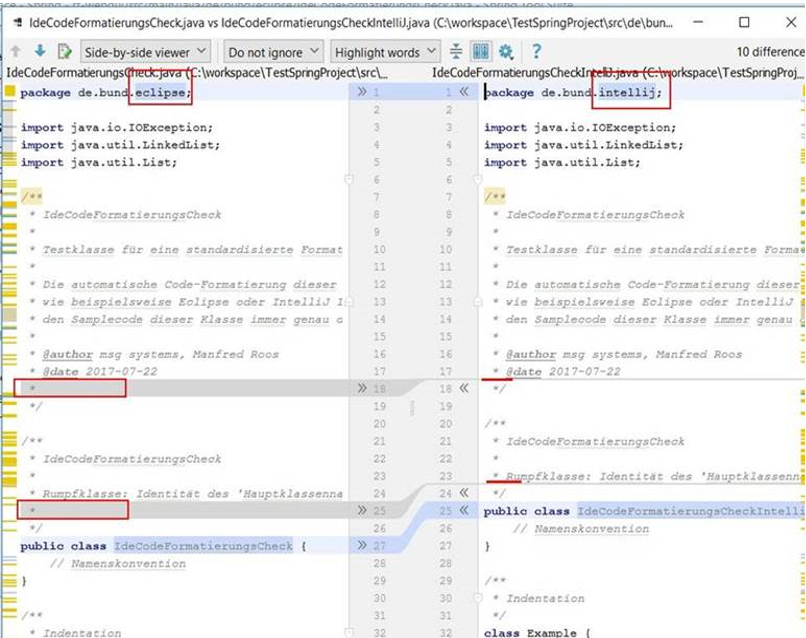 IdeCodeFormatierungsCheck.java vs IdeCodeFormatierungsCheckIntelliJ.java (C:\workspace\TestSpringProject\src\de\bun...
Side-by-side viewer Do not ignore Highlight words ? 10 difference
IdeCodeFormatierungsCheck.java (C:\workspace\TestSpringProject\src\...
IdeCodeFormatierungsCheckIntelliJ.java (C:\workspace\TestSpringProj...
package de.bund.eclipse; 1
2
import java.io.IOException; 3
import java.util.LinkedList; 4
import java.util.List; 5
6
/** 7
* IdeCodeFormatierungsCheck 8
* 9
* Testklasse für eine standardisierte Format 10
* 11
* Die automatische Code-Formatierung dieser 12
* wie beispielsweise Eclipse oder IntelliJ I 13
* den Samplecode dieser Klasse immer genau 14
* 15
* @author msg systems, Manfred Roos 16
* @date 2017-07-22 17
* 18
*/ 19
20
/** 21
* IdeCodeFormatierungsCheck 22
* 23
* Rumpfklasse: Identität des 'Hauptklassenna 24
* 25
*/ 26
public class IdeCodeFormatierungsCheck { 27
// Namenskonvention 28
} 29
30
/** 31
* Indentation 32
1 package de.bund.intellij;
2
3 import java.io.IOException;
4 import java.util.LinkedList;
5 import java.util.List;
6
7 /**
8 * IdeCodeFormatierungsCheck
9 *
10 * Testklasse für eine standardisierte Forma
11 *
12 * Die automatische Code-Formatierung dieser
13 * wie beispielsweise Eclipse oder IntelliJ
14 * den Samplecode dieser Klasse immer genau
15 *
16 * @author msg systems, Manfred Roos
17 * @date 2017-07-22
18 */
19
20 /**
21 * IdeCodeFormatierungsCheck
22 *
23 * Rumpfklasse: Identität des 'Hauptklassenn
24 */
25 public class IdeCodeFormatierungsCheckIntelli
26 // Namenskonvention
27 }
28
29 /**
30 * Indentation
31 */
32 class Example {